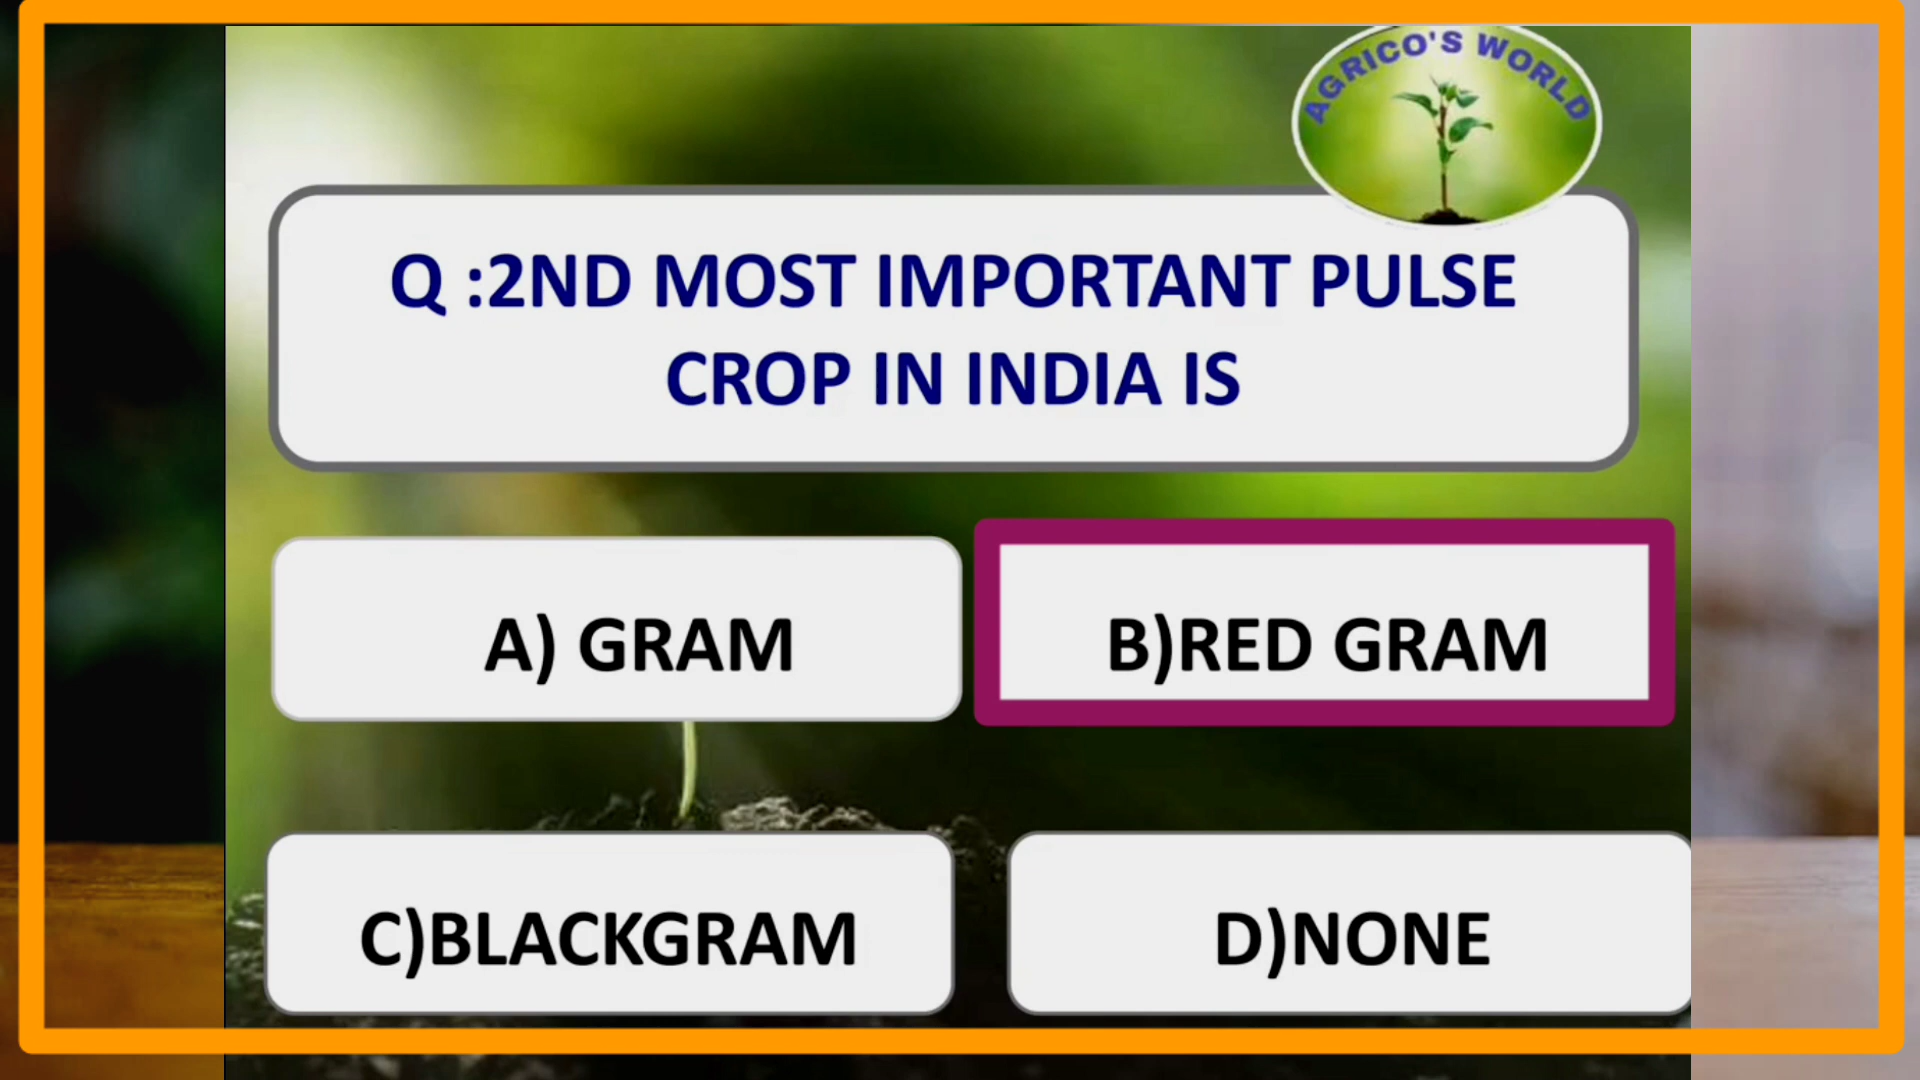 AGRICO'S WORLD
Q :2ND MOST IMPORTANT PULSE
CROP IN INDIA IS
A) GRAM
B)RED GRAM
C)BLACKGRAM
D)NONE